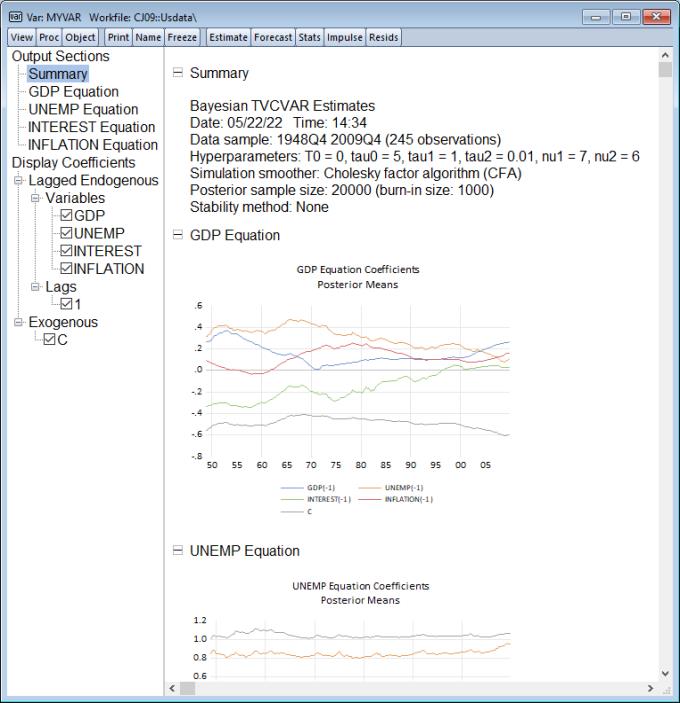 Var: MYVAR Workfile: CJ09::Usdata\
View Proc Object Print Name Freeze Estimate Forecast Stats Impulse Resids
Output Sections
Summary
GDP Equation
UNEMP Equation
INTEREST Equation
INFLATION Equation
Display Coefficients
Lagged Endogenous
Variables
GDP
UNEMP
INTEREST
INFLATION
Lags
1
Exogenous
C
Summary
Bayesian TVCVAR Estimates
Date: 05/22/22 Time: 14:34
Data sample: 1948Q4 2009Q4 (245 observations)
Hyperparameters: T0 = 0, tau0 = 5, tau1 = 1, tau2 = 0.01, nu1 = 7, nu2 = 6
Simulation smoother: Cholesky factor algorithm (CFA)
Posterior sample size: 20000 (burn-in size: 1000)
Stability method: None
GDP Equation
GDP Equation Coefficients
Posterior Means
.6
.4
.2
.0
-.2
-.4
-.6
-.8
50 55 60 65 70 75 80 85 90 95 00 05
GDP(-1) UNEMP(-1)
INTEREST(-1) INFLATION(-1)
C
UNEMP Equation
UNEMP Equation Coefficients
Posterior Means
1.2
1.0
0.8
0.6